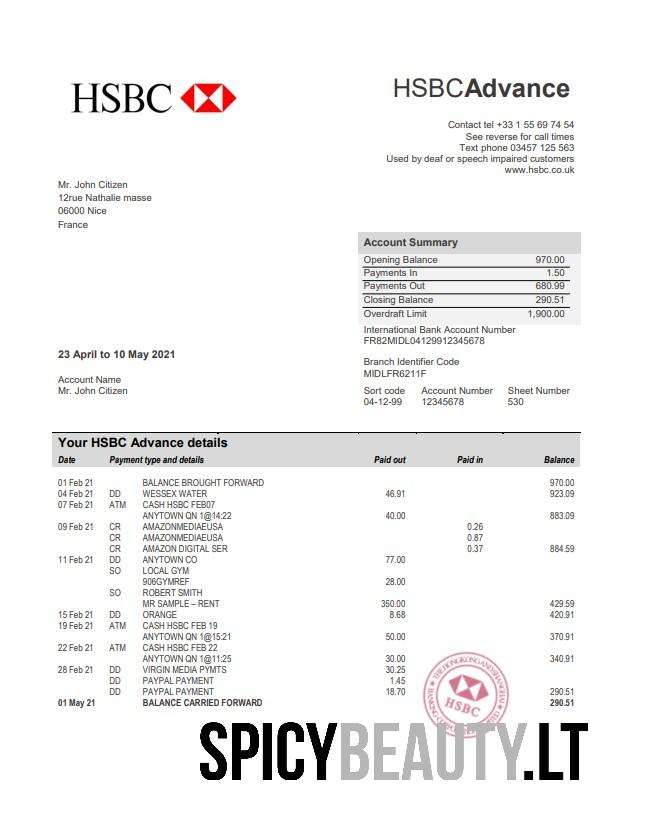 HSBC
HSBCAdvance
Contact tel +33 1 55 69 74 54
See reverse for call times
Text phone 03457 125 563
Used by deaf or speech impaired customers
www.hsbc.co.uk
Mr. John Citizen
12rue Nathalie masse
06000 Nice
France
Account Summary
Opening Balance 970.00
Payments In 1.50
Payments Out 680.99
Closing Balance 290.51
Overdraft Limit 1,900.00
International Bank Account Number
FR82MIDL04129912345678
23 April to 10 May 2021
Branch Identifier Code
MIDLFR6211F
Account Name
Mr. John Citizen
Sort code Account Number Sheet Number
04-12-99 12345678 530
Your HSBC Advance details
Date Payment type and details Paid out Paid in Balance
01 Feb 21 BALANCE BROUGHT FORWARD 970.00
04 Feb 21 DD WESSEX WATER 46.91 923.09
07 Feb 21 ATM CASH HSBC FEB07
ANYTOWN QN 1@14:22 40.00 883.09
09 Feb 21 CR AMAZONMEDIAEUSA 0.26
CR AMAZONMEDIAEUSA 0.87
CR AMAZON DIGITAL SER 0.37 884.59
11 Feb 21 DD ANYTOWN CO 77.00
SO LOCAL GYM
906GYMREF 28.00
SO ROBERT SMITH
MR SAMPLE – RENT 350.00 429.59
15 Feb 21 DD ORANGE 8.68 420.91
19 Feb 21 ATM CASH HSBC FEB 19
ANYTOWN QN 1@15:21 50.00 370.91
22 Feb 21 ATM CASH HSBC FEB 22
ANYTOWN QN 1@11:25 30.00 340.91
28 Feb 21 DD VIRGIN MEDIA PYMTS 30.25
DD PAYPAL PAYMENT 1.45
DD PAYPAL PAYMENT 18.70 290.51
01 May 21 BALANCE CARRIED FORWARD 290.51
THE HONGKONG AND SHANGHAI
HSBC
SPICYBEAUTY.LT